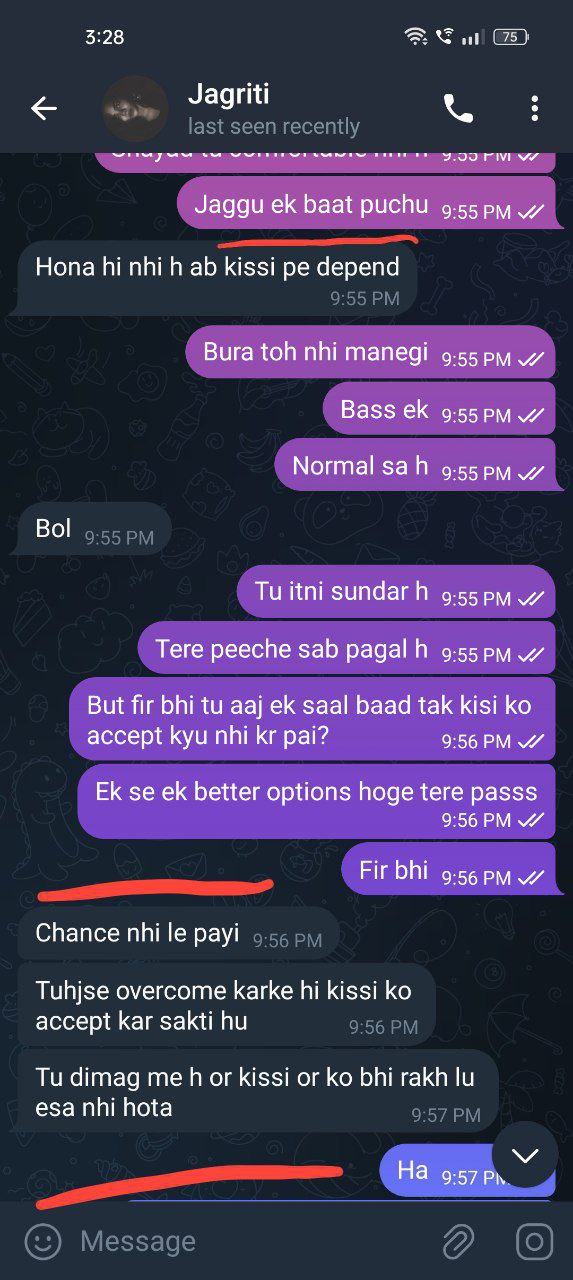 3:28
75
Jagriti
last seen recently
Shayad tu comfortable nhi h 9:55 PM
Jaggu ek baat puchu 9:55 PM
Hona hi nhi h ab kissi pe depend
9:55 PM
Bura toh nhi manegi 9:55 PM
Bass ek 9:55 PM
Normal sa h 9:55 PM
Bol 9:55 PM
Tu itni sundar h 9:55 PM
Tere peeche sab pagal h 9:55 PM
But fir bhi tu aaj ek saal baad tak kisi ko
accept kyu nhi kr pai? 9:56 PM
Ek se ek better options hoge tere passs
9:56 PM
Fir bhi 9:56 PM
Chance nhi le payi 9:56 PM
Tuhjse overcome karke hi kissi ko
accept kar sakti hu 9:56 PM
Tu dimag me h or kissi or ko bhi rakh lu
esa nhi hota 9:57 PM
Ha 9:57 PM
Message